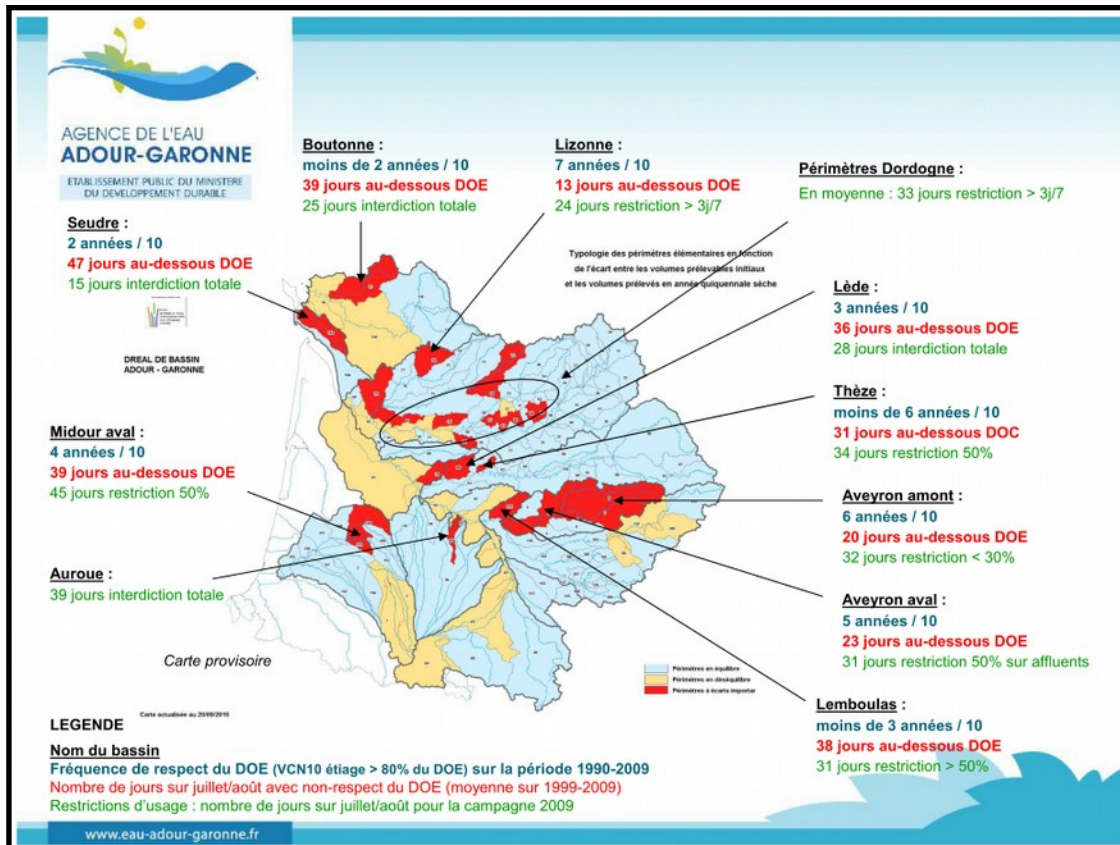 AGENCE DE L'EAU
ADOUR-GARONNE
ETABLISSEMENT PUBLIC DU MINISTERE
DU DEVELOPPEMENT DURABLE
Boutonne :
moins de 2 années / 10
39 jours au-dessous DOE
25 jours interdiction totale
Lizonne :
7 années / 10
13 jours au-dessous DOE
24 jours restriction > 3j/7
Périmètres Dordogne :
En moyenne : 33 jours restriction > 3j/7
Seudre :
2 années / 10
47 jours au-dessous DOE
15 jours interdiction totale
Typologie des périmètres élémentaires en fonction
de l'écart entre les volumes prélevables initiaux
et les volumes prélevés en année quiquennale sèche
DREAL DE BASSIN
ADOUR - GARONNE
Lède :
3 années / 10
36 jours au-dessous DOE
28 jours interdiction totale
Thèze :
moins de 6 années / 10
31 jours au-dessous DOC
34 jours restriction 50%
Midour aval :
4 années / 10
39 jours au-dessous DOE
45 jours restriction 50%
Aveyron amont :
6 années / 10
20 jours au-dessous DOE
32 jours restriction < 30%
Auroue :
39 jours interdiction totale
Aveyron aval :
5 années / 10
23 jours au-dessous DOE
31 jours restriction 50% sur affluents
Carte provisoire
Périmètres en équilibre
Périmètres en déséquilibre
Périmètres à écarts importar
Lemboulas :
moins de 3 années / 10
38 jours au-dessous DOE
31 jours restriction > 50%
Carte actualisée au 20/09/2010
LEGENDE
Nom du bassin
Fréquence de respect du DOE (VCN10 étiage > 80% du DOE) sur la période 1990-2009
Nombre de jours sur juillet/août avec non-respect du DOE (moyenne sur 1999-2009)
Restrictions d'usage : nombre de jours sur juillet/août pour la campagne 2009
www.eau-adour-garonne.fr